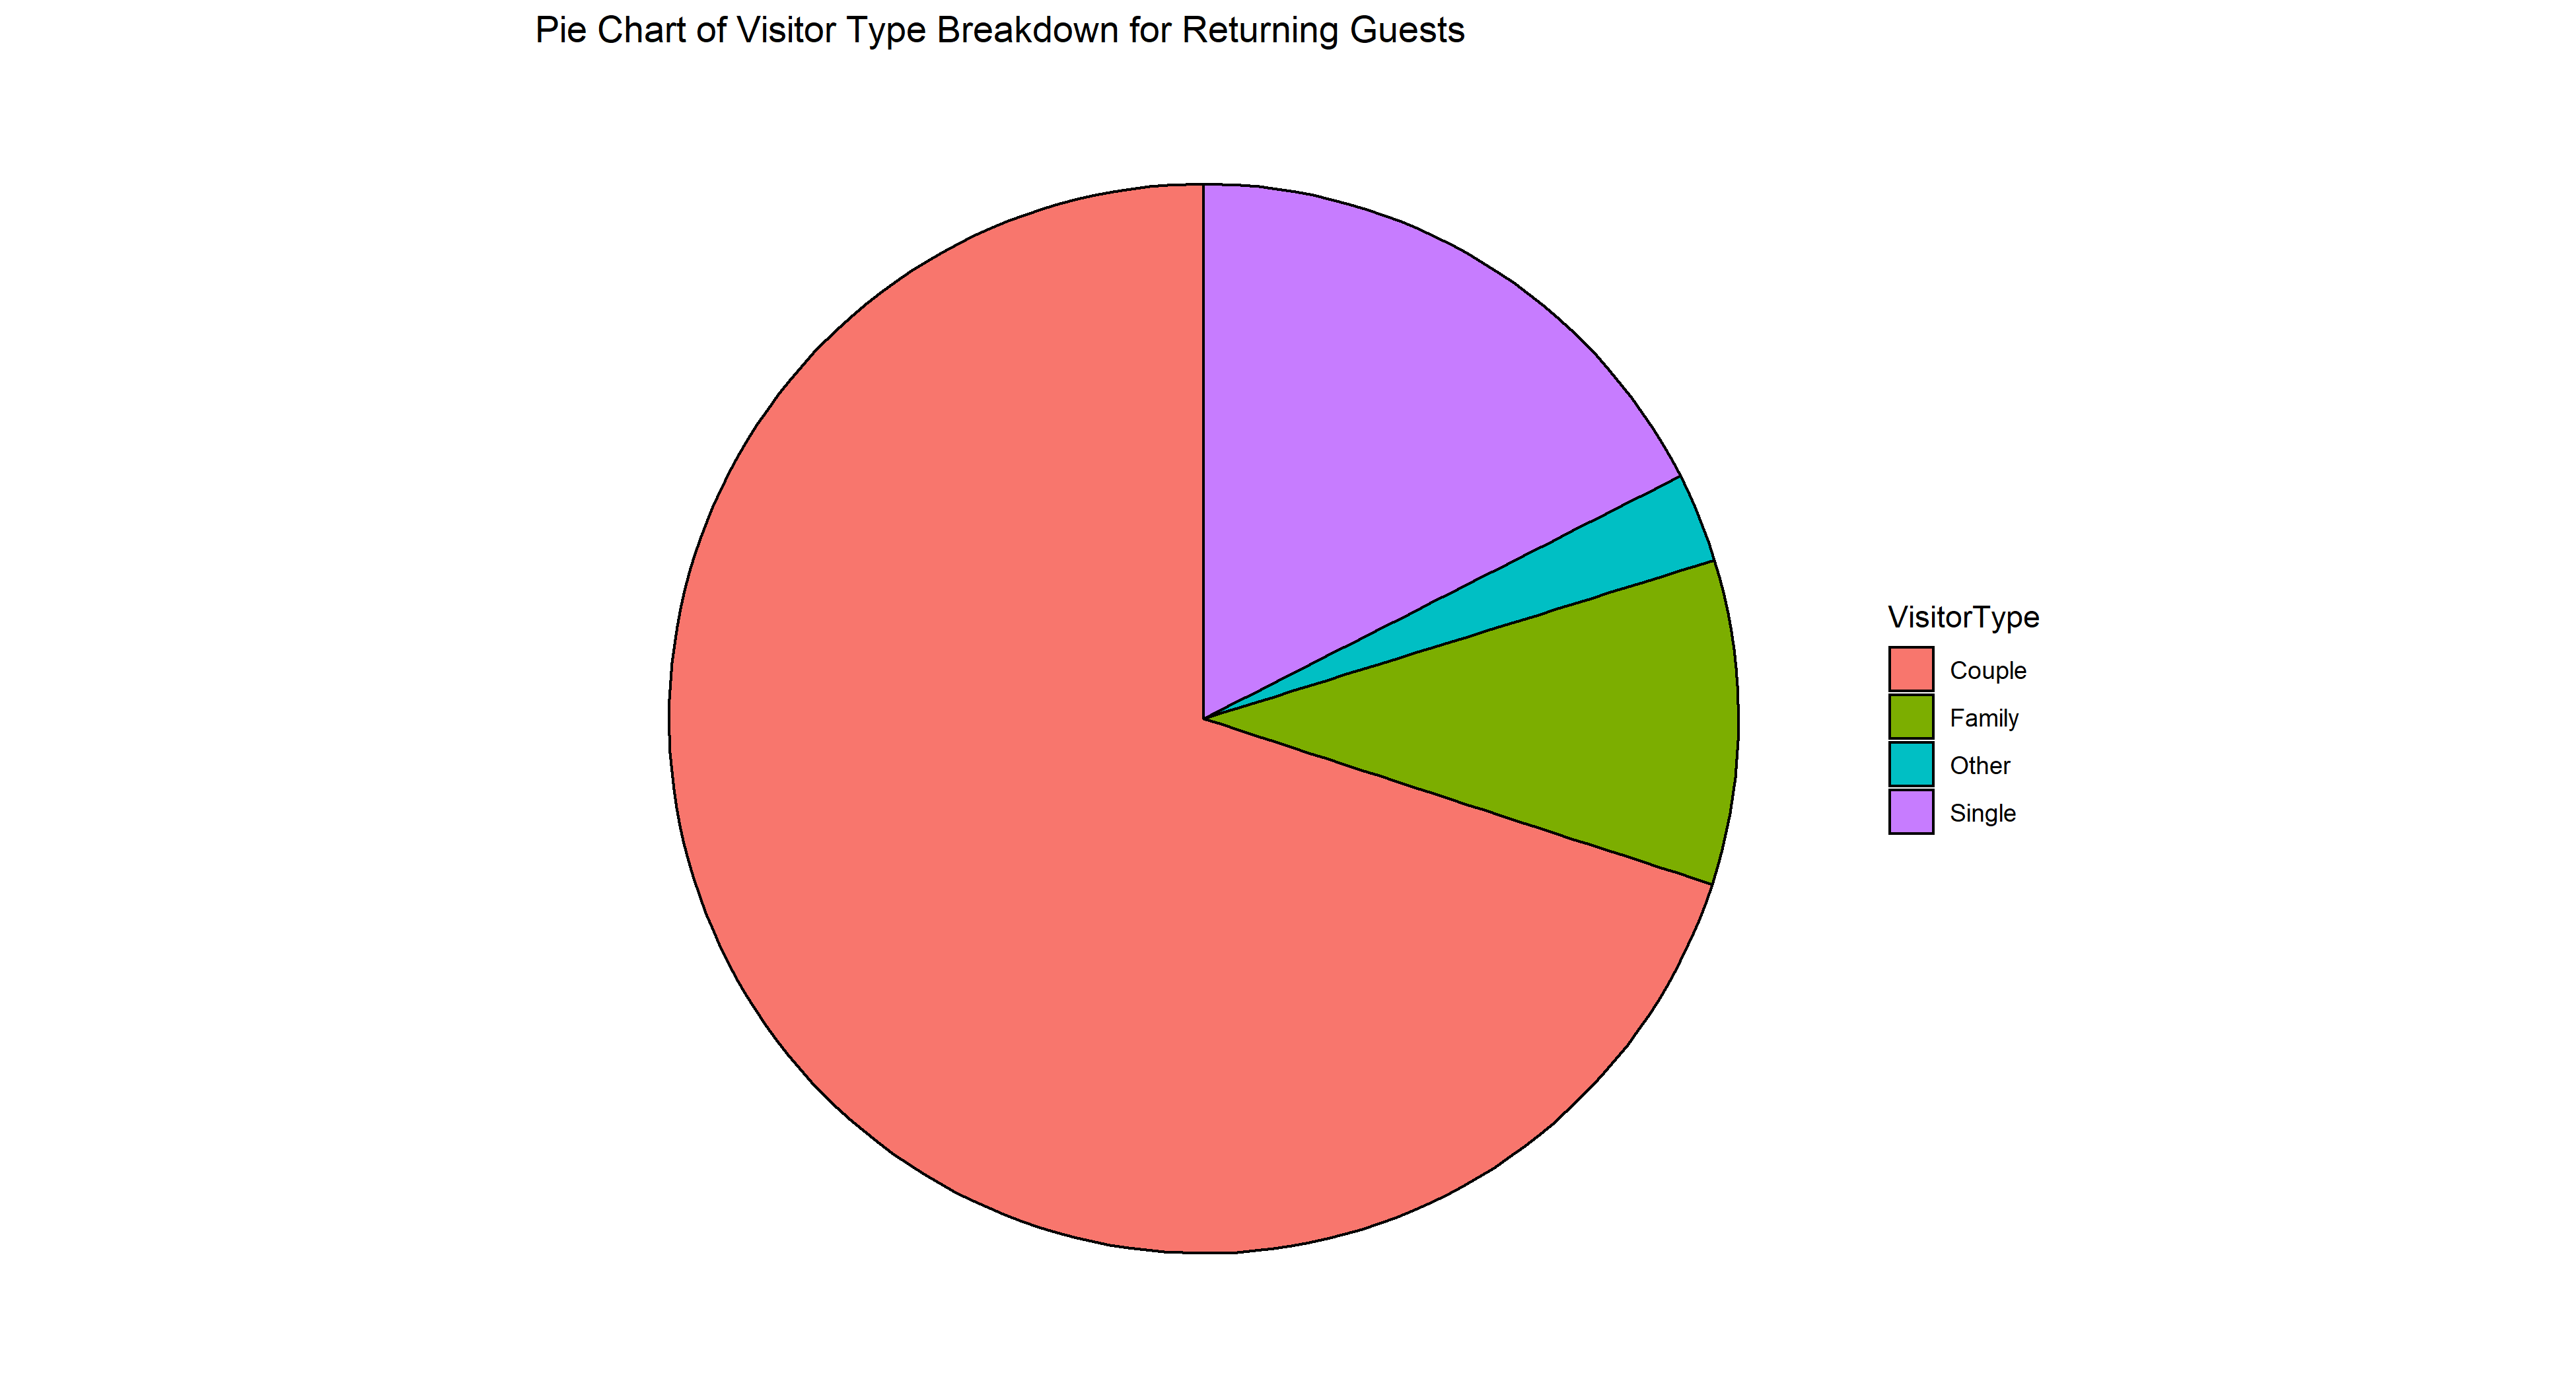 Pie Chart of Visitor Type Breakdown for Returning Guests
VisitorType
Couple
Family
Other
Single